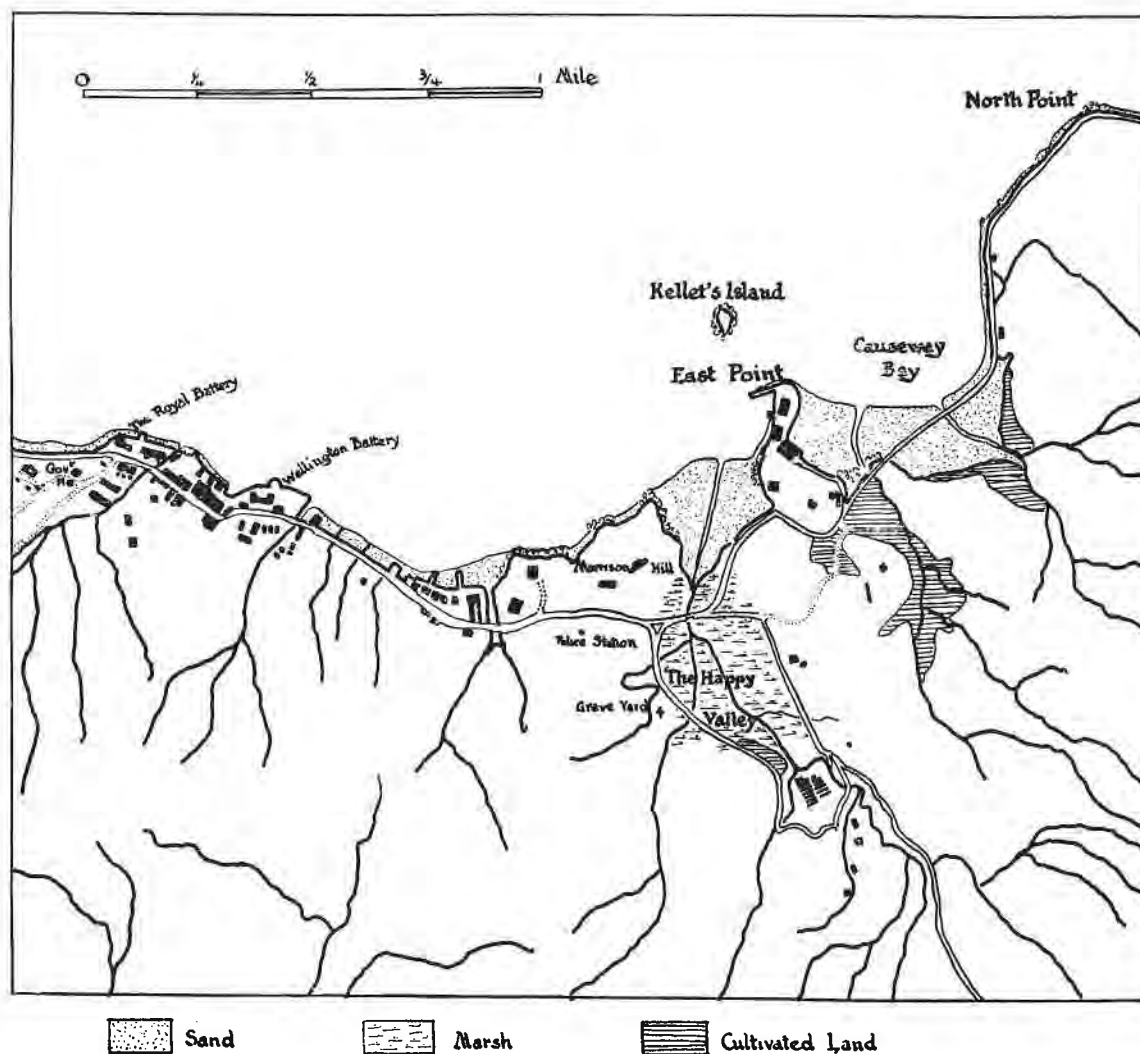 0 1/4 1/2 3/4 1 Mile
North Point
Kellet's Island
Causeway
Bay
East Point
The Royal Battery
Wellington Battery
Gov^r
Ho.
Morrison Hill
Police Station
The Happy
Valley
Grave Yard
Sand
Marsh
Cultivated Land